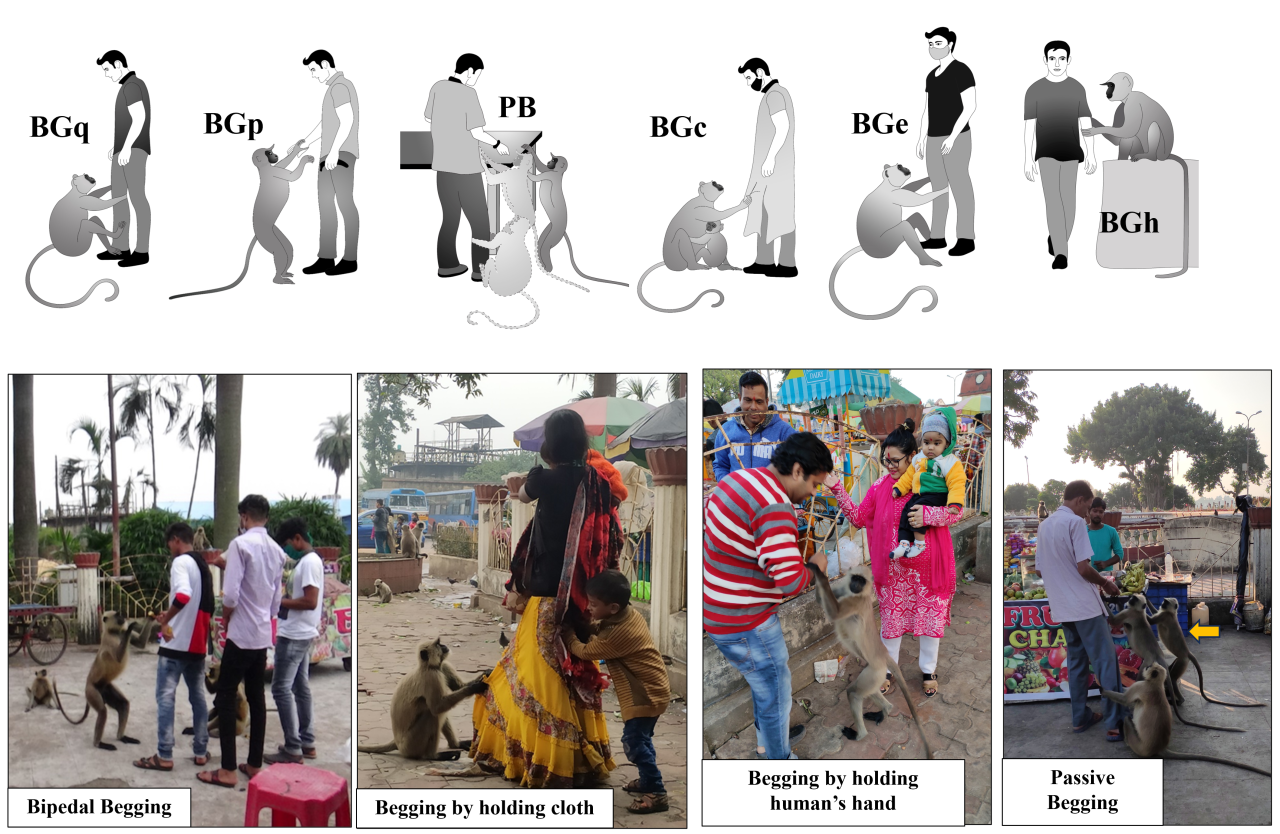 BGq
BGp
PB
BGc
BGe
BGh
FRU
CHA
Bipedal Begging
Begging by holding cloth
Begging by holding
human's hand
Passive
Begging